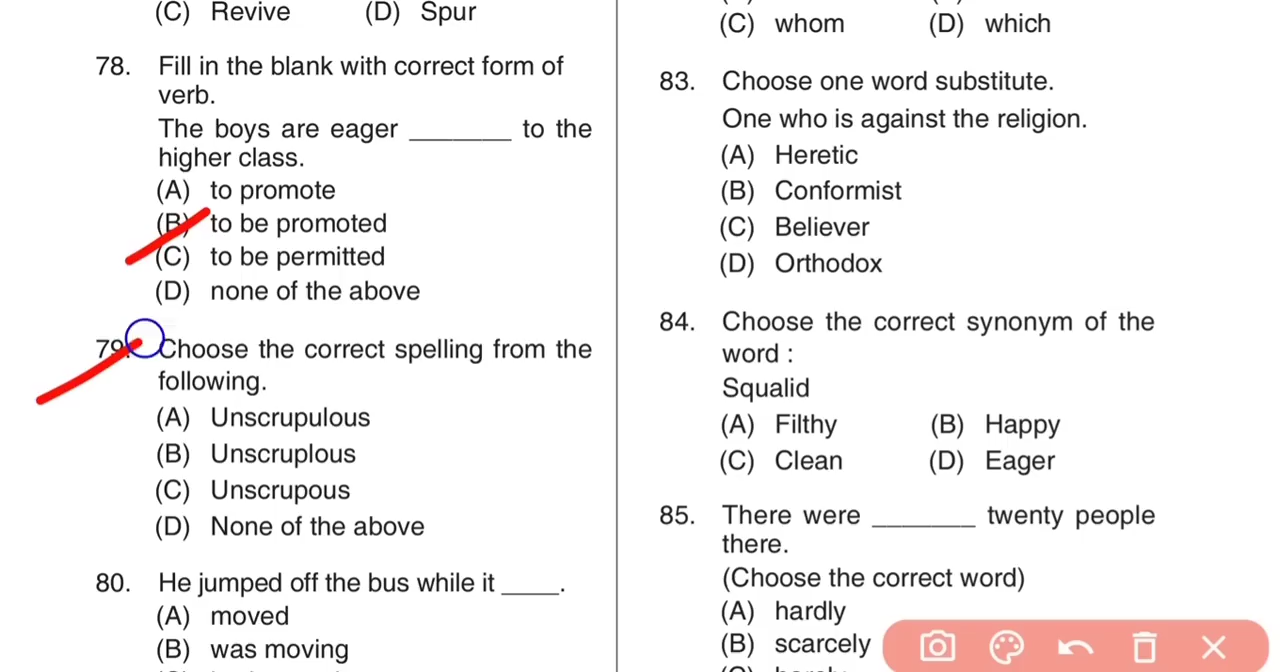 (C) Revive (D) Spur
78. Fill in the blank with correct form of
verb.
The boys are eager _______ to the
higher class.
(A) to promote
(B) to be promoted
(C) to be permitted
(D) none of the above
79. Choose the correct spelling from the
following.
(A) Unscrupulous
(B) Unscruplous
(C) Unscrupous
(D) None of the above
80. He jumped off the bus while it ____.
(A) moved
(B) was moving
(C) whom (D) which
83. Choose one word substitute.
One who is against the religion.
(A) Heretic
(B) Conformist
(C) Believer
(D) Orthodox
84. Choose the correct synonym of the
word :
Squalid
(A) Filthy (B) Happy
(C) Clean (D) Eager
85. There were _______ twenty people
there.
(Choose the correct word)
(A) hardly
(B) scarcely